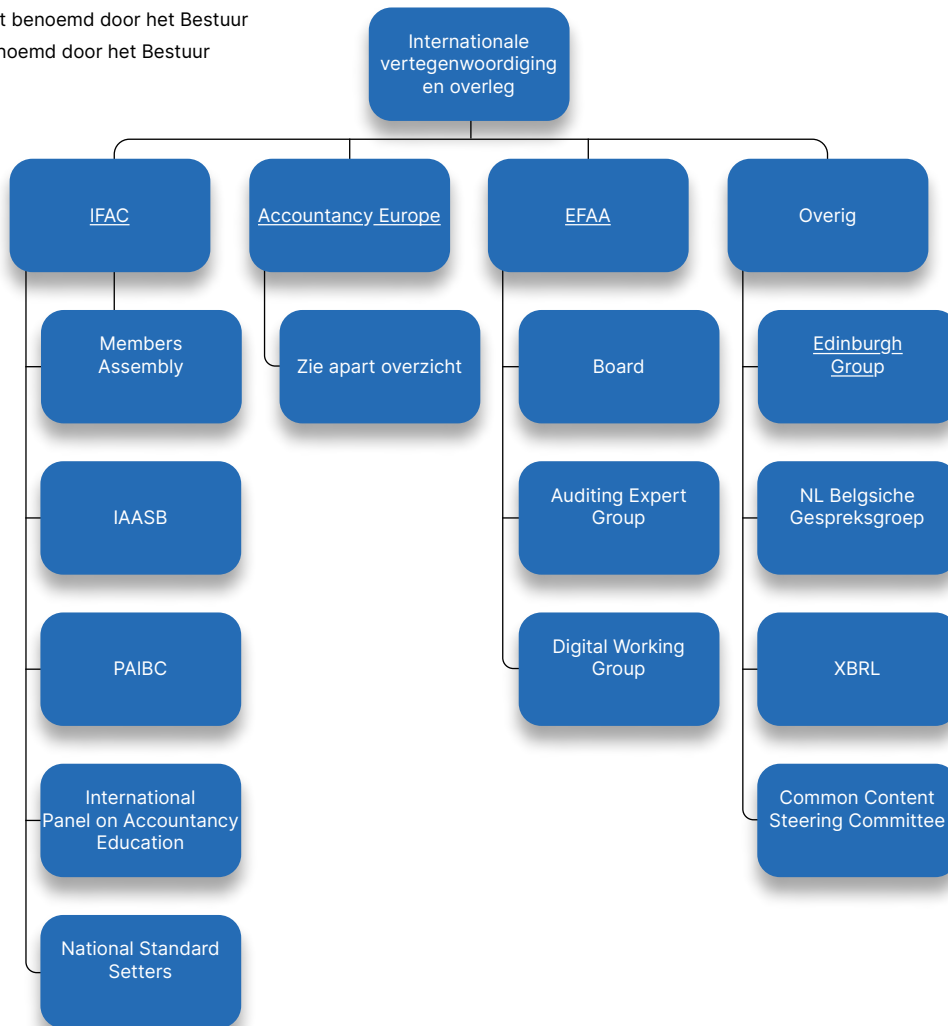 t benoemd door het Bestuur
noemd door het Bestuur
Internationale
vertegenwoordiging
en overleg
IFAC
Accountancy Europe
EFAA
Overig
Members
Assembly
Zie apart overzicht
Board
Edinburgh
Group
IAASB
Auditing Expert
Group
NL Belgsiche
Gespreksgroep
PAIBC
Digital Working
Group
XBRL
International
Panel on Accountancy
Education
Common Content
Steering Committee
National Standard
Setters